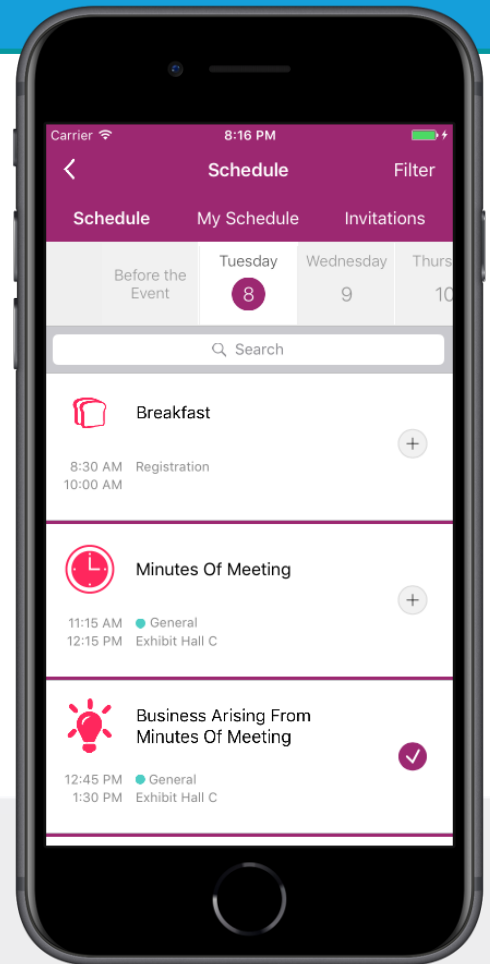 Carrier 8:16 PM
Schedule Filter
Schedule My Schedule Invitations
Before the Event Tuesday 8 Wednesday 9 Thurs 10
Search
Breakfast
8:30 AM Registration
10:00 AM
Minutes Of Meeting
11:15 AM General
12:15 PM Exhibit Hall C
Business Arising From
Minutes Of Meeting
12:45 PM General
1:30 PM Exhibit Hall C